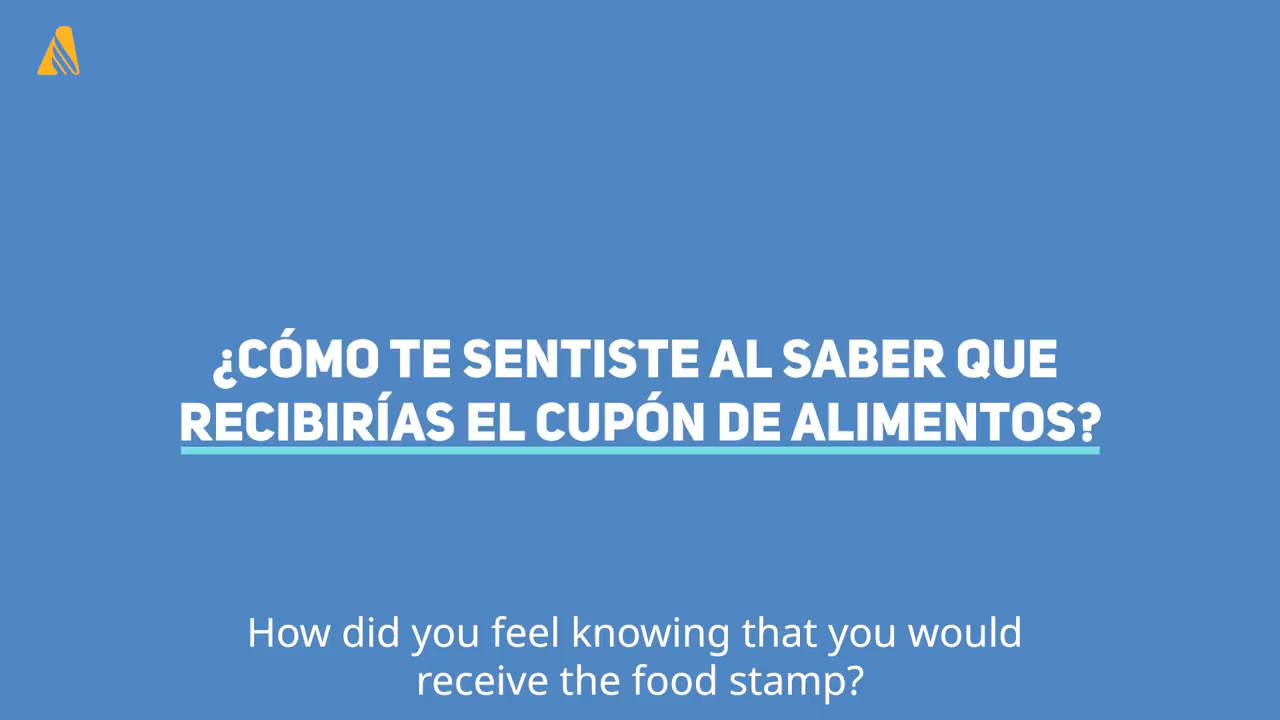 ¿CÓMO TE SENTISTE AL SABER QUE
RECIBIRÍAS EL CUPÓN DE ALIMENTOS?
How did you feel knowing that you would
receive the food stamp?